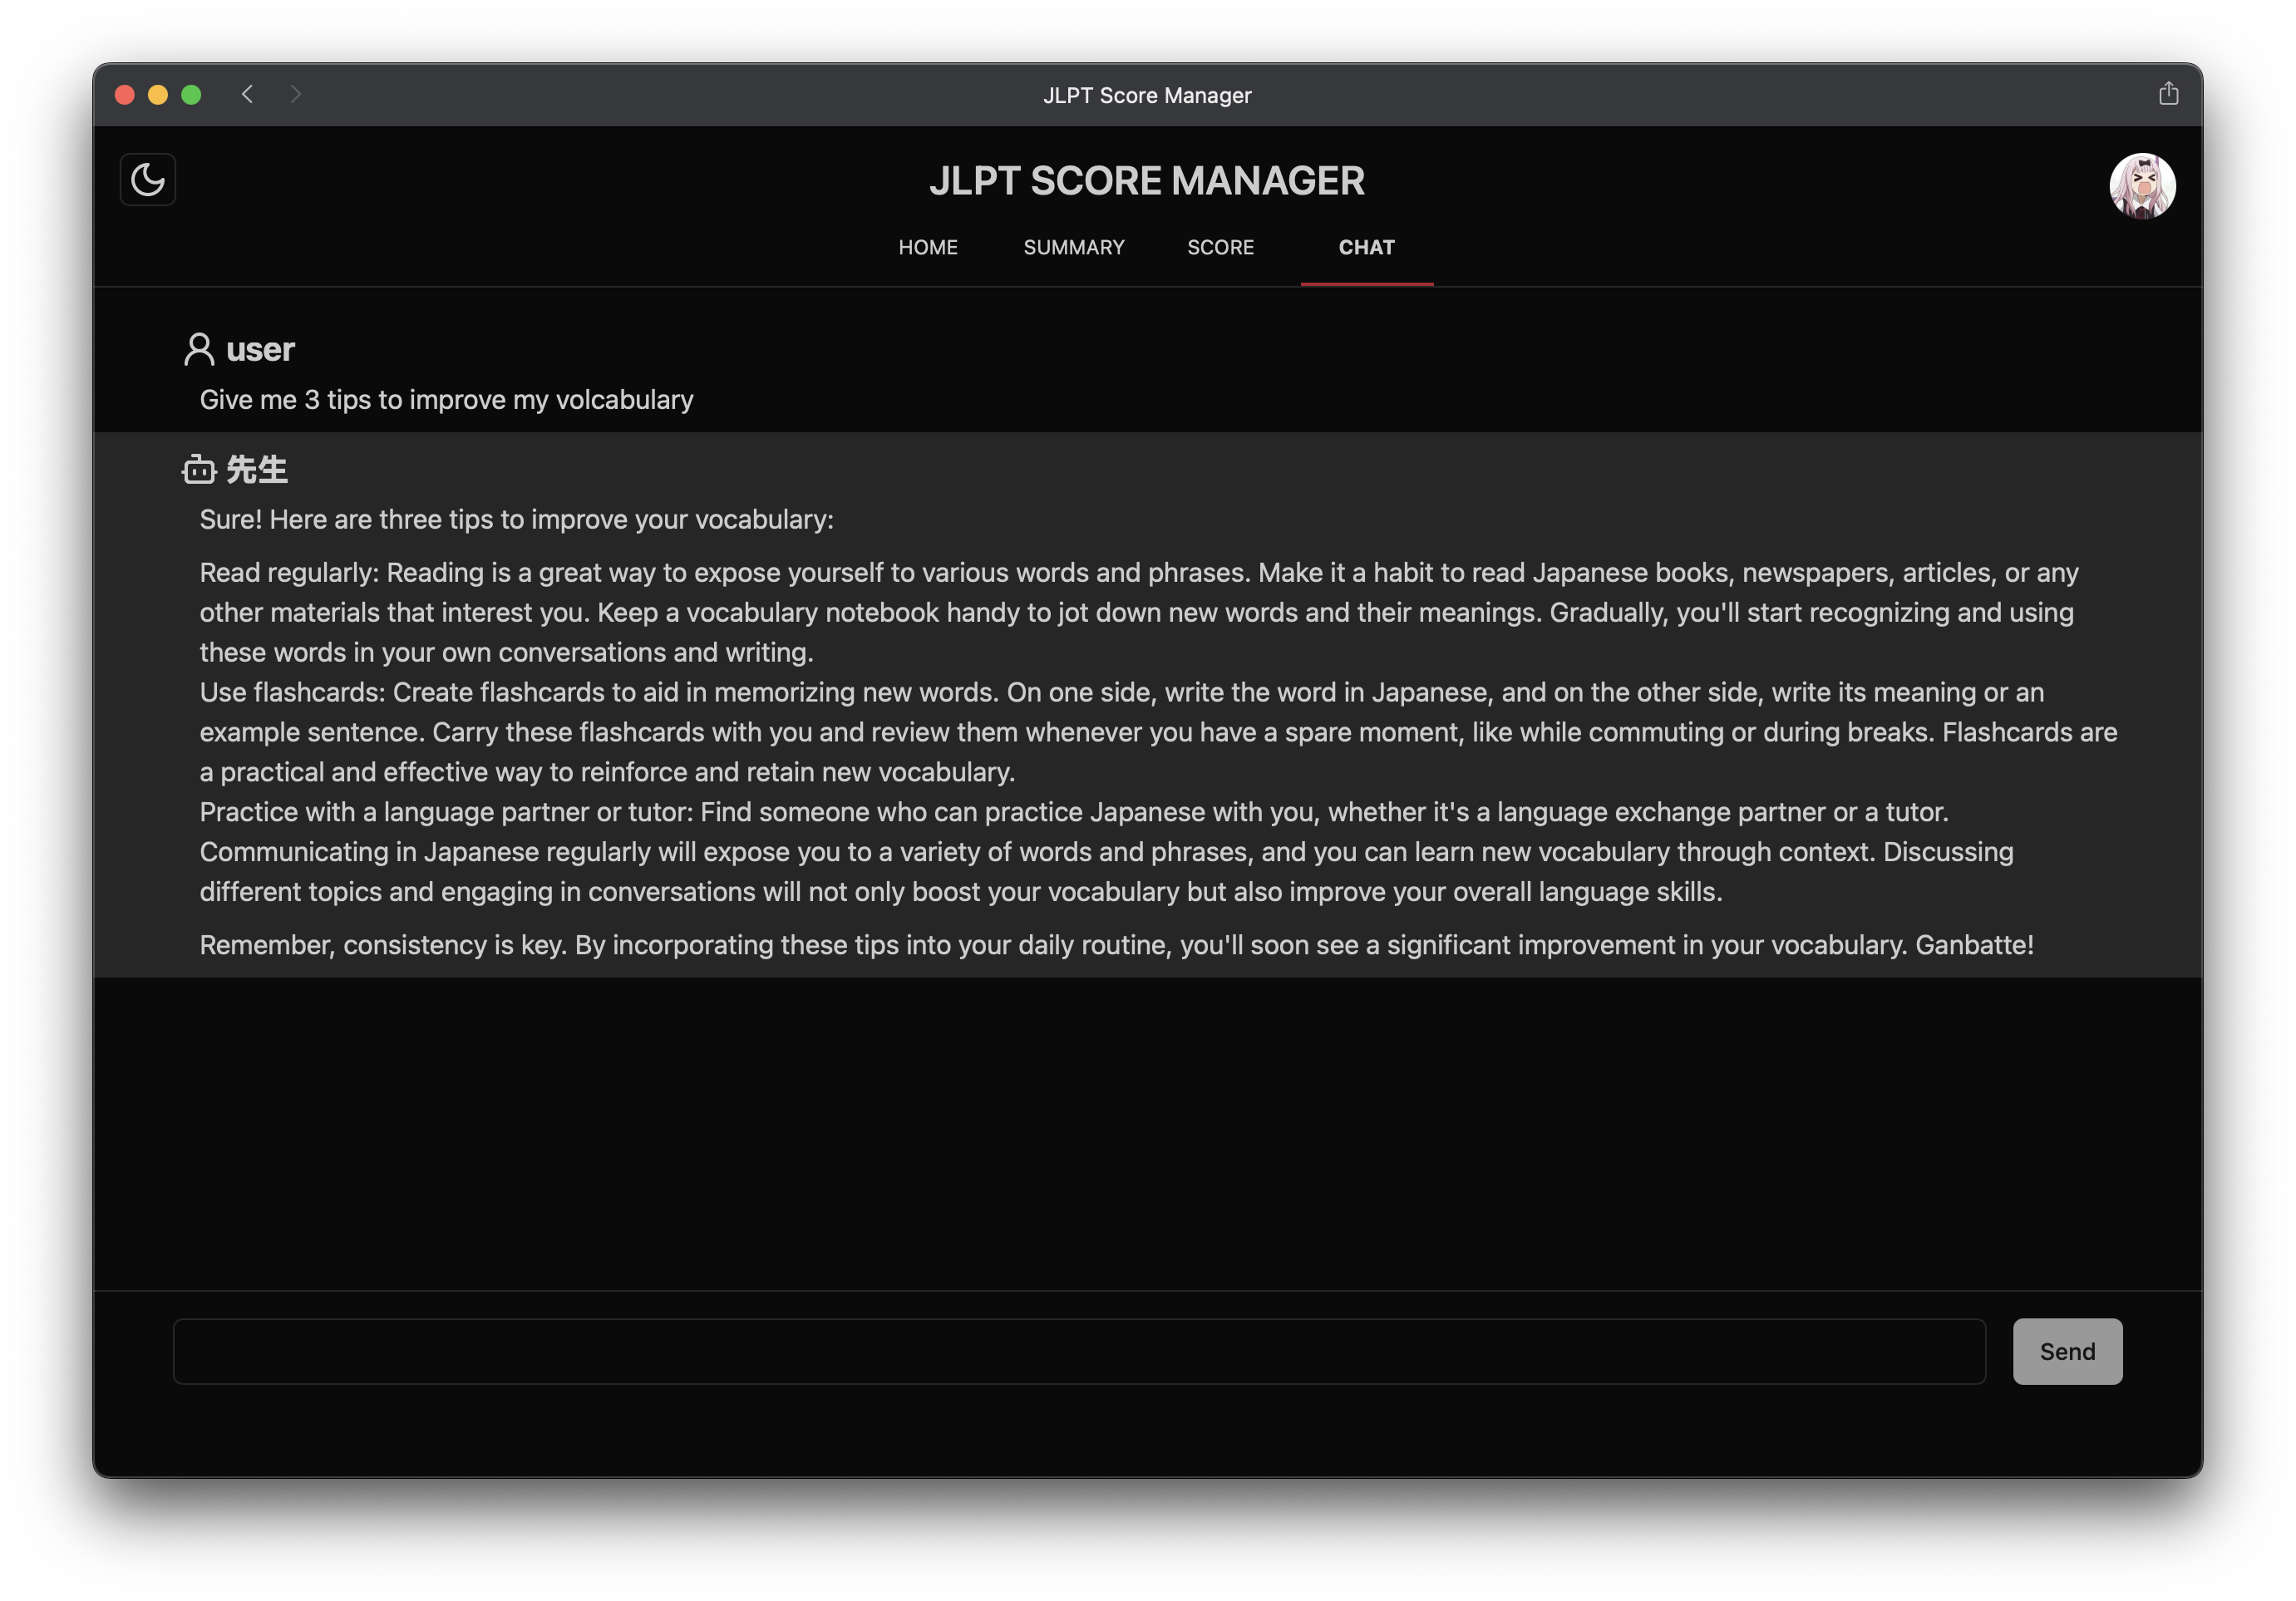 JLPT Score Manager
JLPT SCORE MANAGER
HOME SUMMARY SCORE CHAT
user
Give me 3 tips to improve my volcabulary
先生
Sure! Here are three tips to improve your vocabulary:
Read regularly: Reading is a great way to expose yourself to various words and phrases. Make it a habit to read Japanese books, newspapers, articles, or any
other materials that interest you. Keep a vocabulary notebook handy to jot down new words and their meanings. Gradually, you'll start recognizing and using
these words in your own conversations and writing.
Use flashcards: Create flashcards to aid in memorizing new words. On one side, write the word in Japanese, and on the other side, write its meaning or an
example sentence. Carry these flashcards with you and review them whenever you have a spare moment, like while commuting or during breaks. Flashcards are
a practical and effective way to reinforce and retain new vocabulary.
Practice with a language partner or tutor: Find someone who can practice Japanese with you, whether it's a language exchange partner or a tutor.
Communicating in Japanese regularly will expose you to a variety of words and phrases, and you can learn new vocabulary through context. Discussing
different topics and engaging in conversations will not only boost your vocabulary but also improve your overall language skills.
Remember, consistency is key. By incorporating these tips into your daily routine, you'll soon see a significant improvement in your vocabulary. Ganbatte!
Send